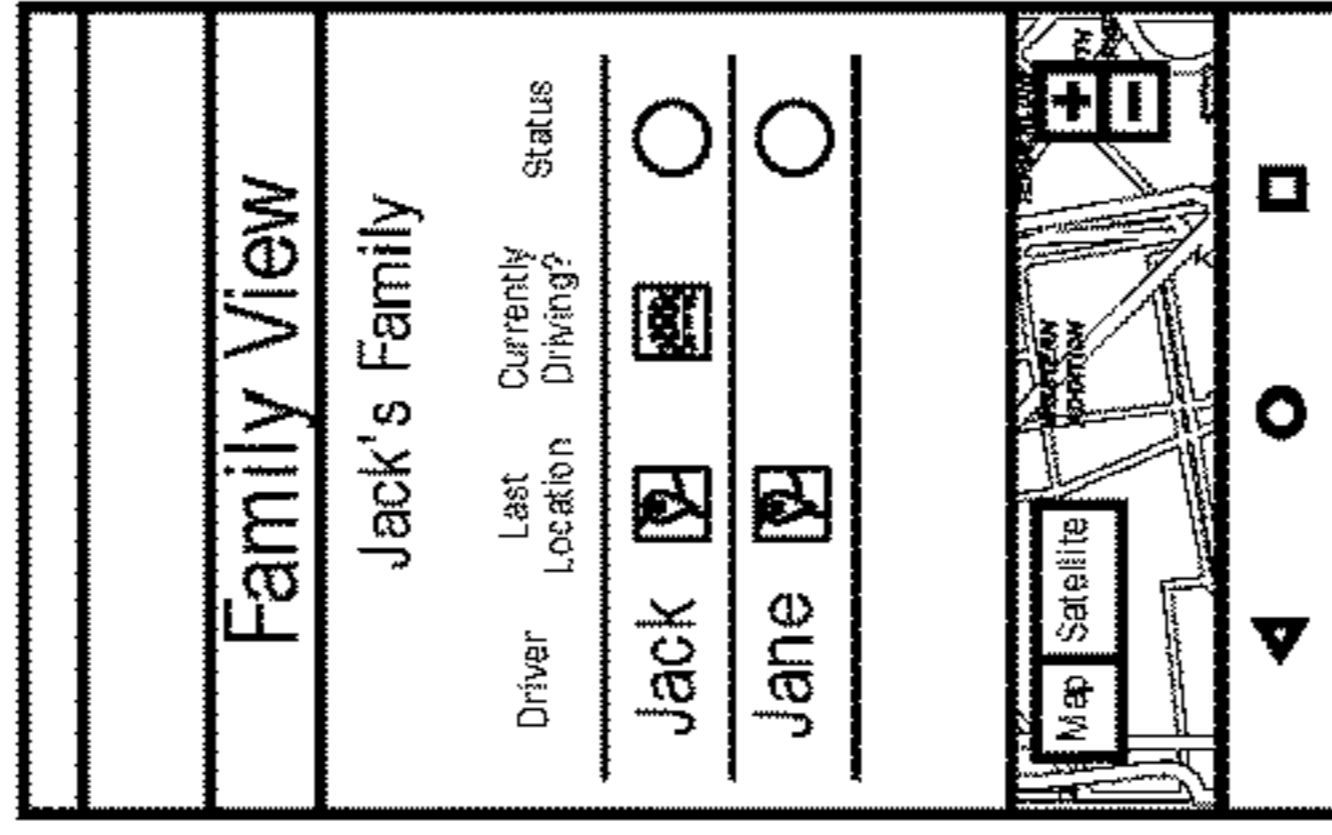 Family View
Jack's Family
Driver Last Location Currently Driving? Status
Jack
Jane
Map Satellite
+
−